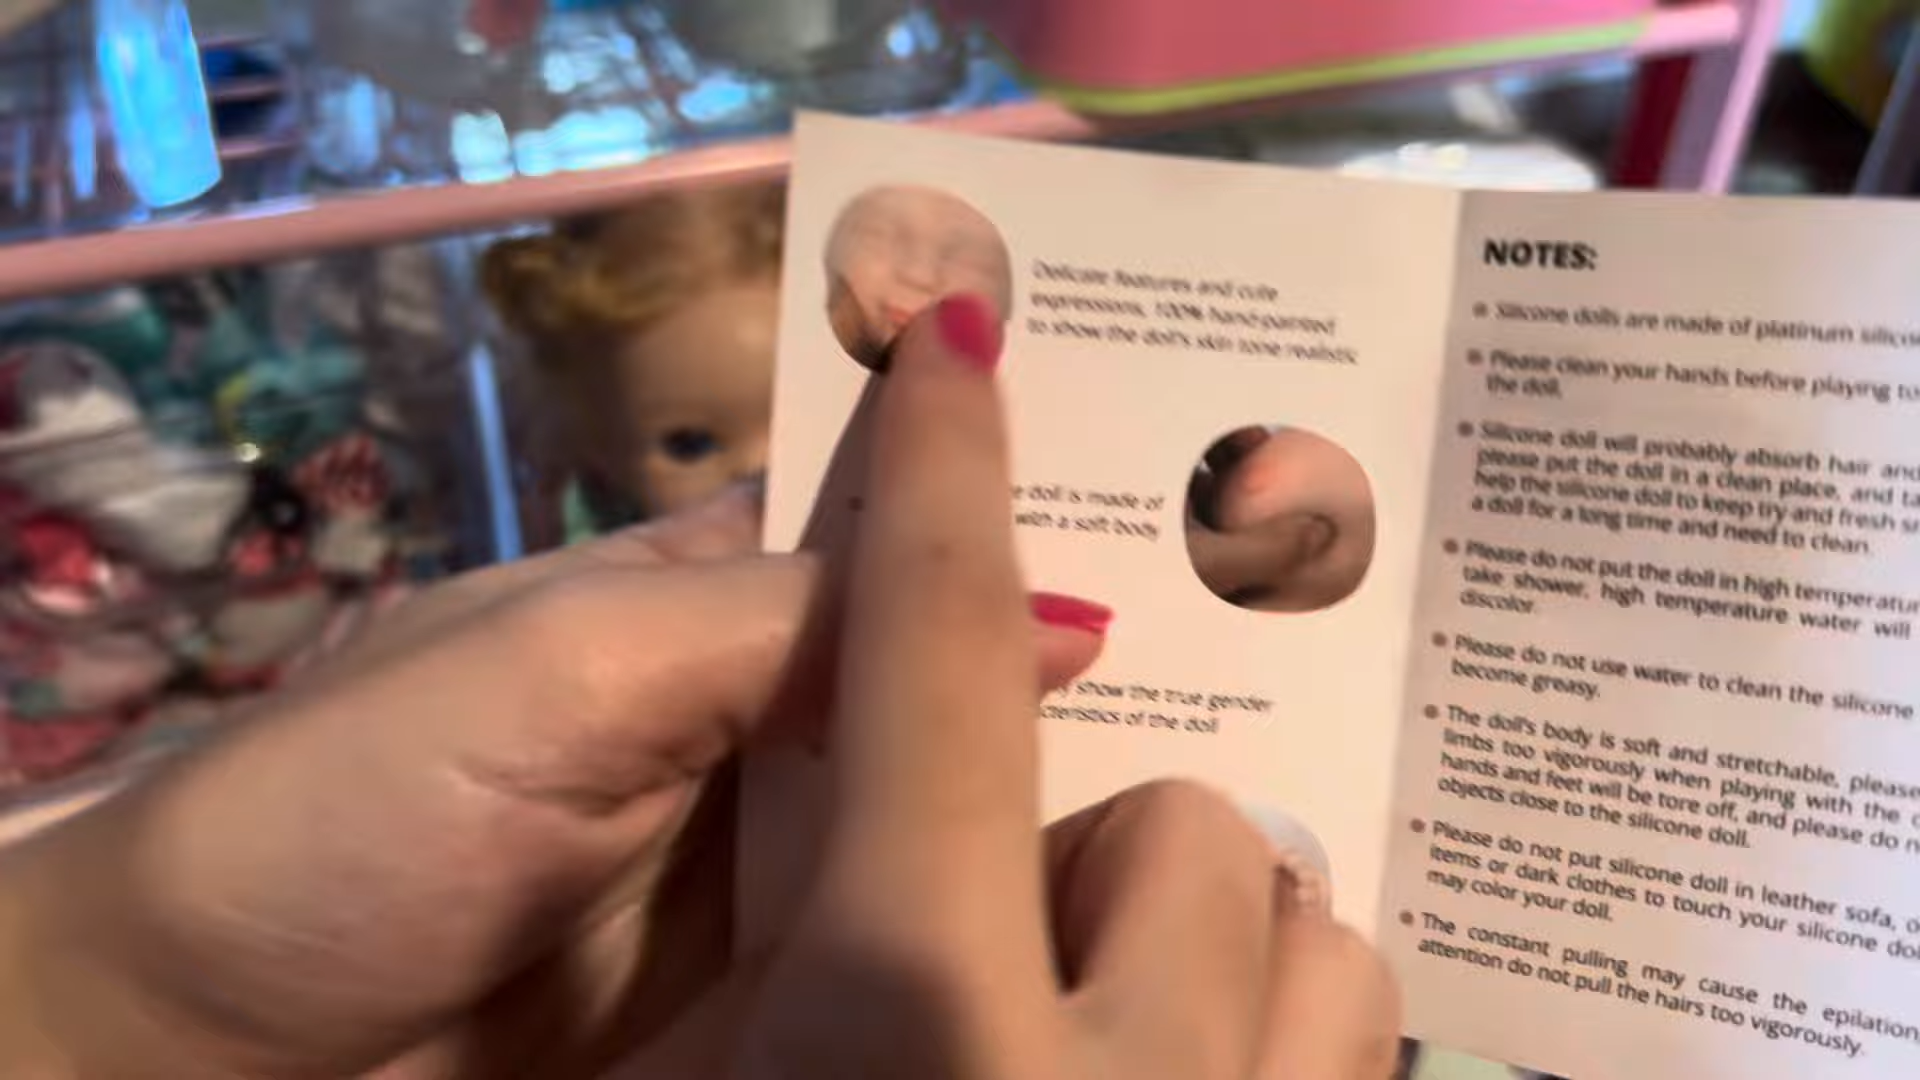 Delicate features and cute
expressions, 100% hand-painted
to show the doll's skin tone realistic
doll is made of
with a soft body
show the true gender
of the doll
NOTES:
Silicone dolls are made of platinum
Please clean your hands before playing
the doll.
Silicone doll will probably absorb hair and
please put the doll in a clean place, and
help the silicone doll to keep try and fresh
a doll for a long time and need to clean.
Please do not put the doll in high
take shower, high temperature water will
discolor.
Please do not use water to clean the silicone
become greasy.
The doll's body is soft and stretchable, please
limbs too vigorously when playing with the
hands and feet will be tore off, and please do
objects close to the silicone doll.
Please do not put silicone doll in leather sofa,
items or dark clothes to touch your silicone
may color your doll.
The constant pulling may cause the epilation,
attention do not pull the hairs too vigorously.